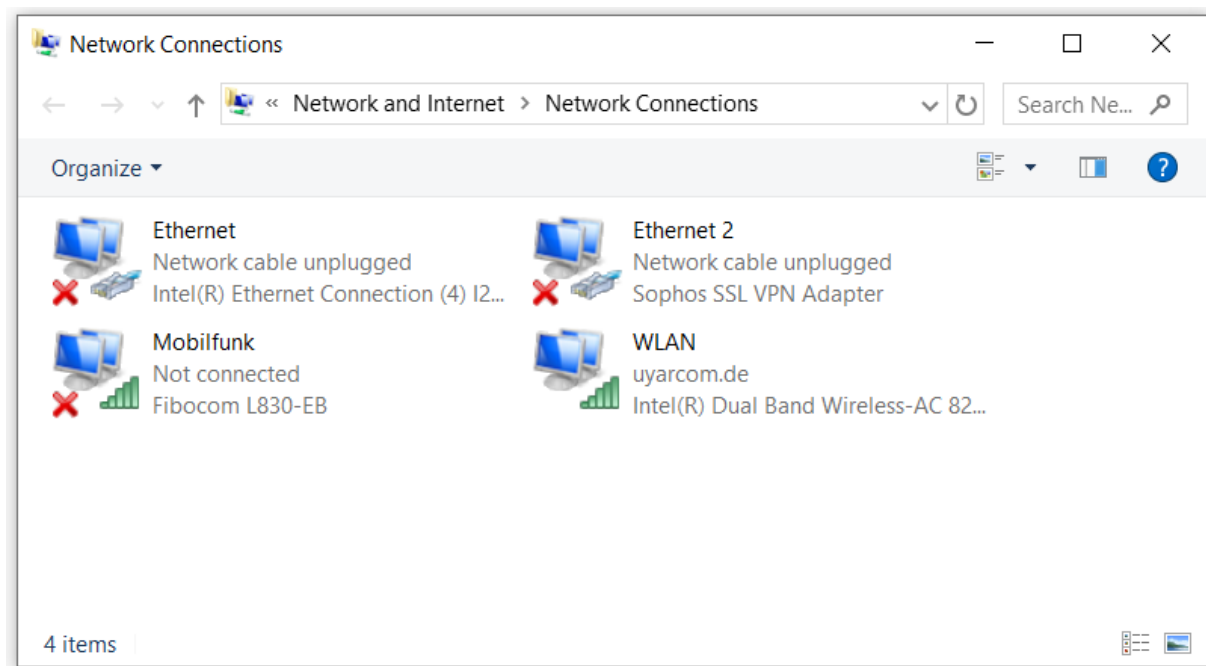 Network Connections
« Network and Internet > Network Connections
Search Ne...
Organize
?
Ethernet
Network cable unplugged
Intel(R) Ethernet Connection (4) I2...
Ethernet 2
Network cable unplugged
Sophos SSL VPN Adapter
Mobilfunk
Not connected
Fibocom L830-EB
WLAN
uyarcom.de
Intel(R) Dual Band Wireless-AC 82...
4 items